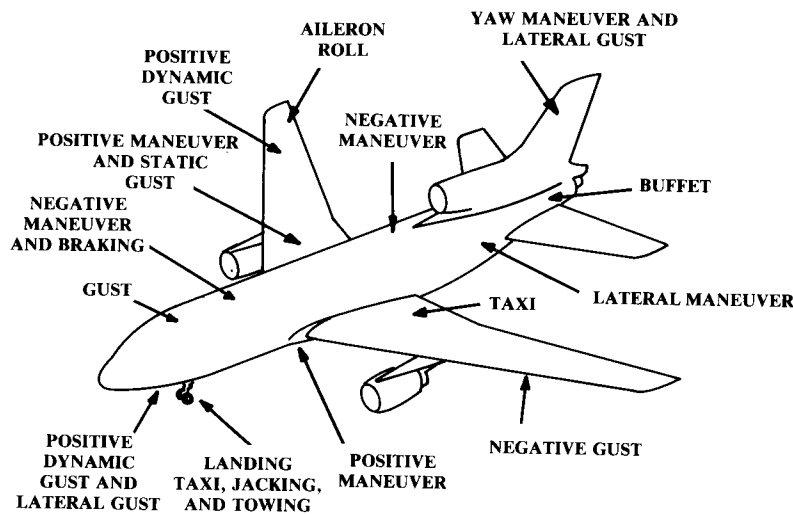 AILERON
ROLL
YAW MANEUVER AND
LATERAL GUST
POSITIVE
DYNAMIC
GUST
NEGATIVE
MANEUVER
POSITIVE MANEUVER
AND STATIC
GUST
BUFFET
NEGATIVE
MANEUVER
AND BRAKING
GUST
TAXI
LATERAL MANEUVER
POSITIVE
DYNAMIC
GUST AND
LATERAL GUST
LANDING
TAXI, JACKING,
AND TOWING
POSITIVE
MANEUVER
NEGATIVE GUST